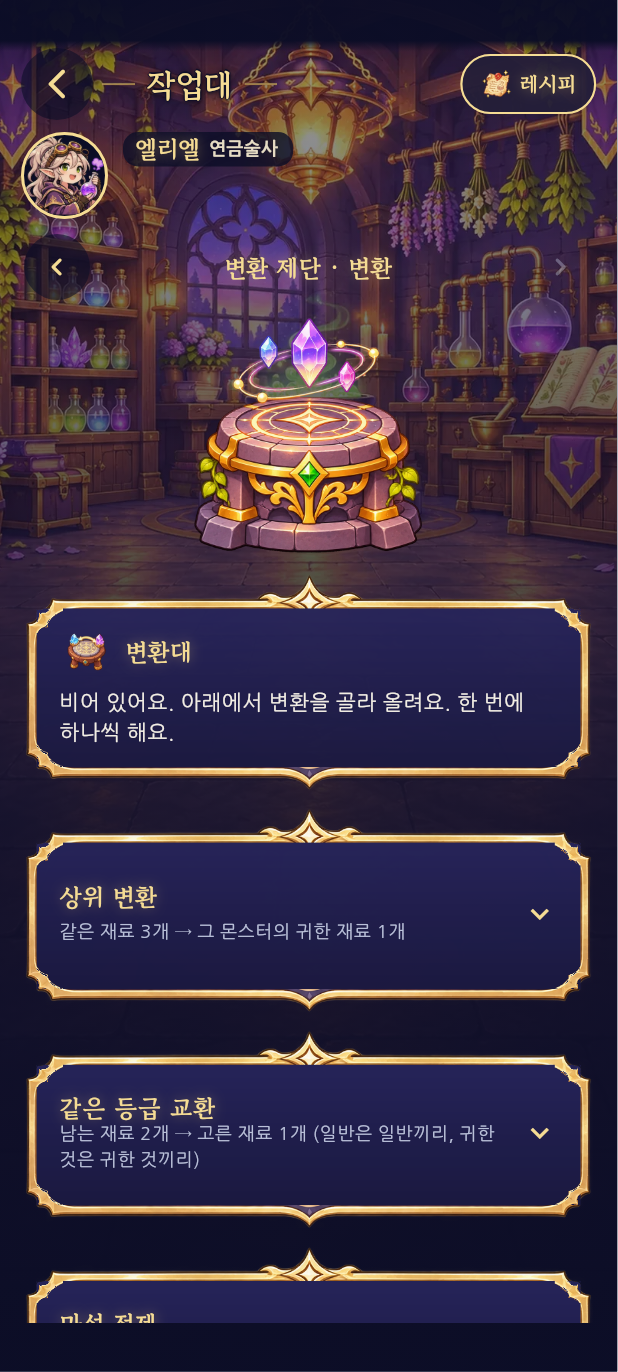 작업대
레시피
엘리엘 연금술사
변환 제단 · 변환
변환대
비어 있어요. 아래에서 변환을 골라 올려요. 한 번에
하나씩 해요.
상위 변환
같은 재료 3개 → 그 몬스터의 귀한 재료 1개
같은 등급 교환
남는 재료 2개 → 고른 재료 1개 (일반은 일반끼리, 귀한
것은 귀한 것끼리)